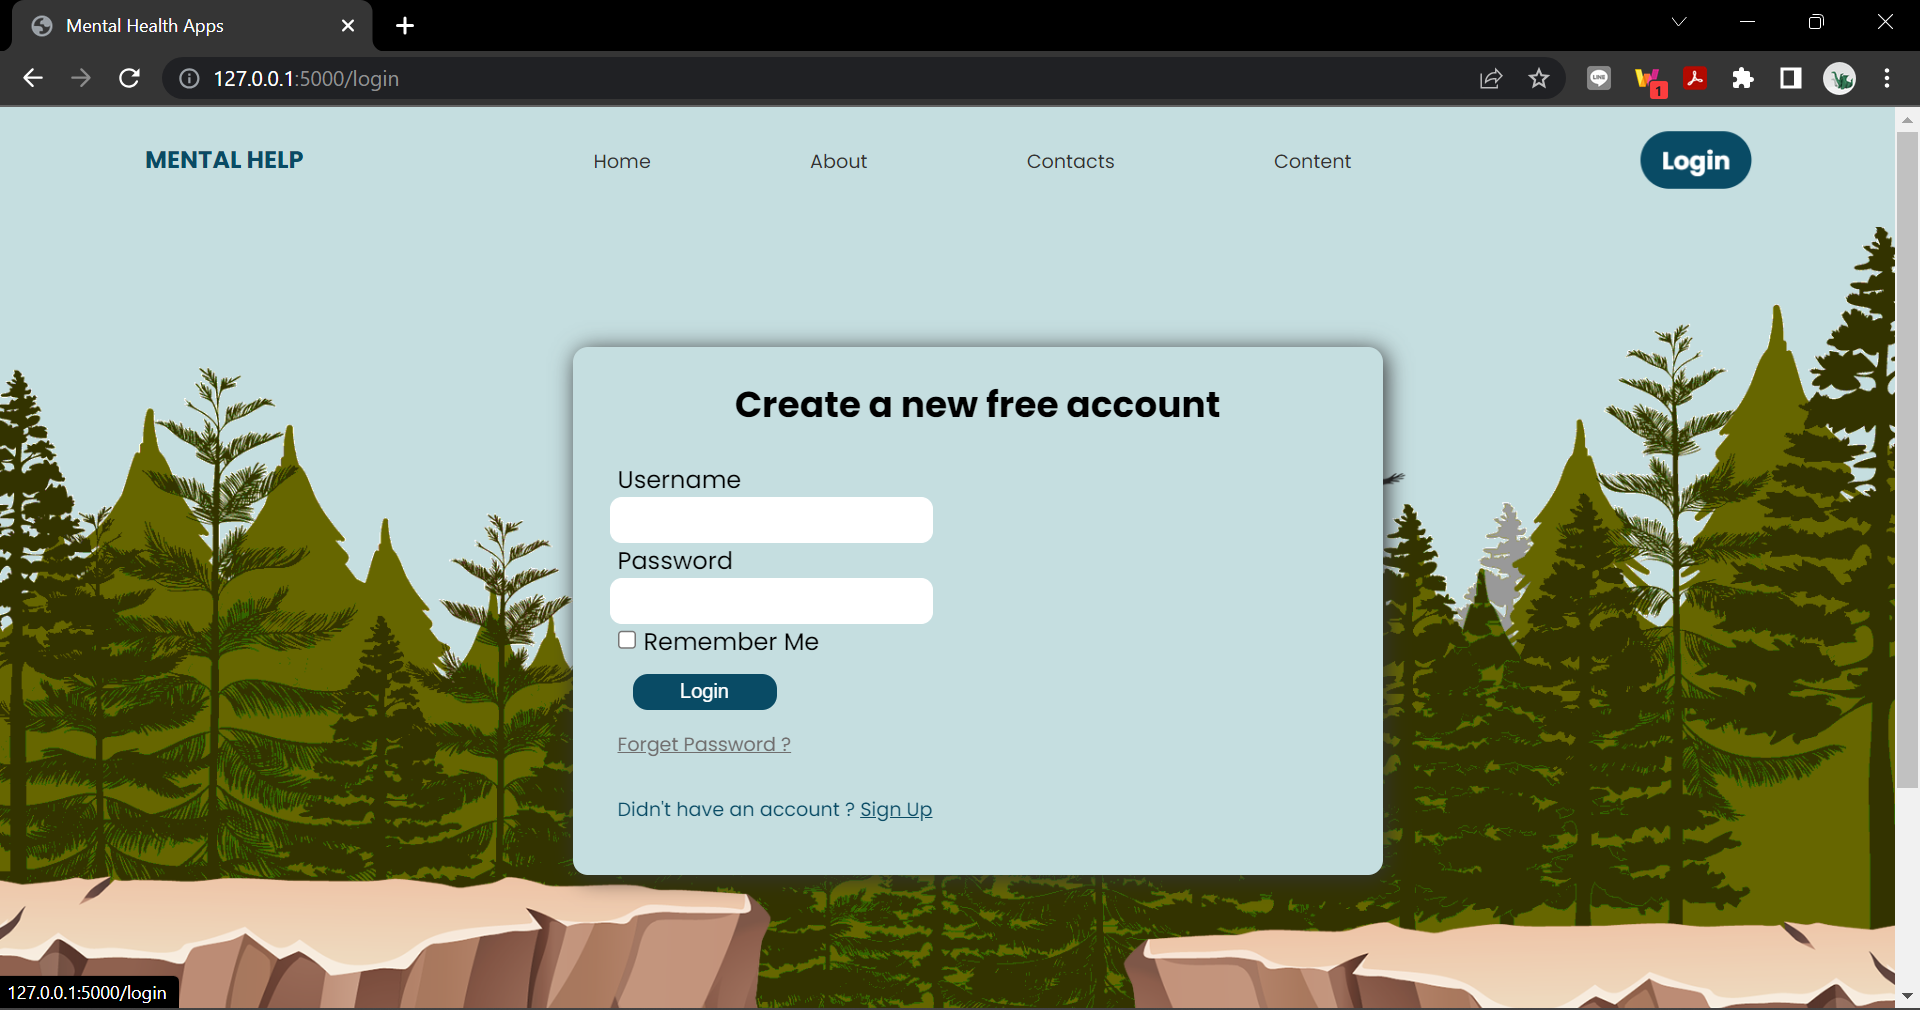 Mental Health Apps
127.0.0.1:5000/login
LINE
1
MENTAL HELP
Home
About
Contacts
Content
Login
Create a new free account
Username
Password
Remember Me
Login
Forget Password ?
Didn't have an account ? Sign Up
127.0.0.1:5000/login